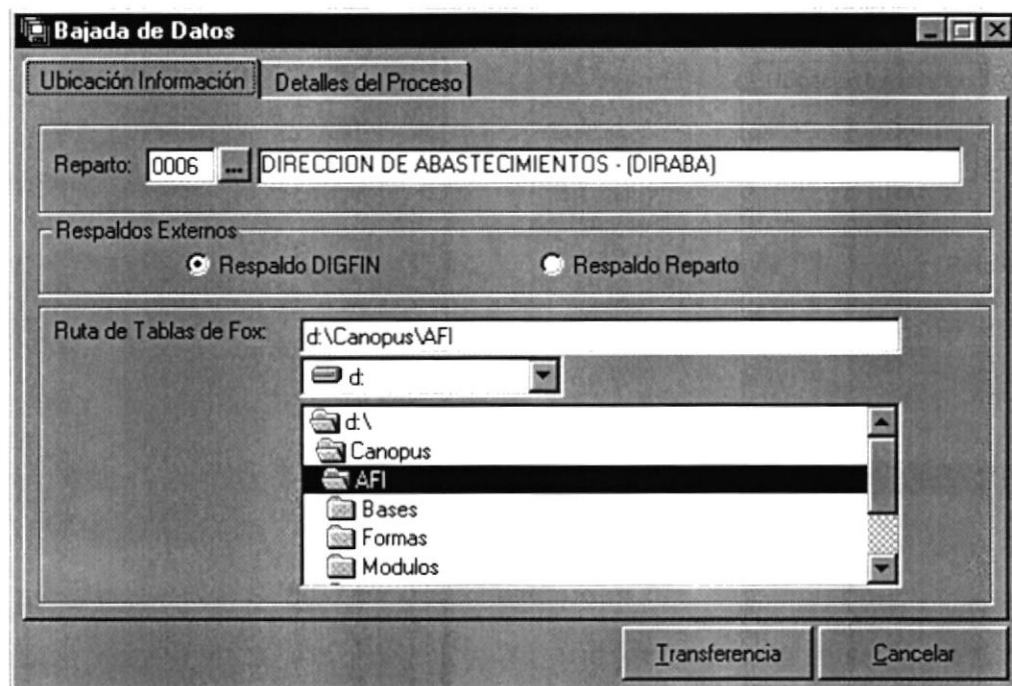 Bajada de Datos
Ubicación Información Detalles del Proceso
Reparto: 0006 ... DIRECCION DE ABASTECIMIENTOS - (DIRABA)
Respaldos Externos
Respaldo DIGFIN Respaldo Reparto
Ruta de Tablas de Fox: d:\Canopus\AFI
d:
d:\
Canopus
AFI
Bases
Formas
Modulos
Transferencia Cancelar